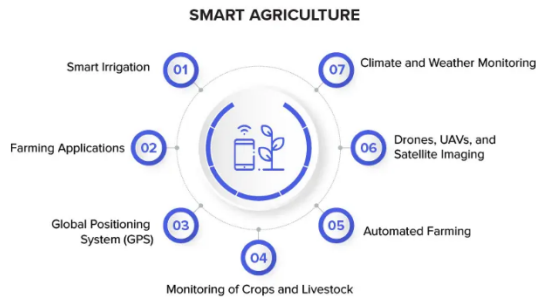 SMART AGRICULTURE
Smart Irrigation
01
Farming Applications
02
Global Positioning
System (GPS)
03
04
Monitoring of Crops and Livestock
05
Automated Farming
06
Drones, UAVs, and
Satellite Imaging
07
Climate and Weather Monitoring